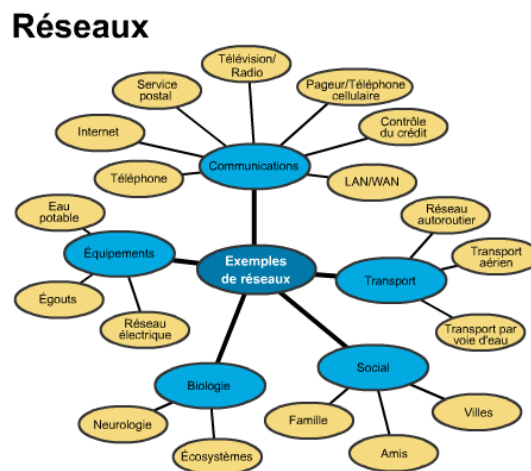 Réseaux
Télévision/
Radio
Service
postal
Pageur/Téléphone
cellulaire
Internet
Contrôle
du crédit
Communications
Téléphone
LAN/WAN
Eau
potable
Réseau
autoroutier
Équipements
Exemples
de réseaux
Transport
aérien
Transport
Égouts
Réseau
électrique
Transport par
voie d'eau
Social
Biologie
Neurologie
Famille
Villes
Écosystèmes
Amis